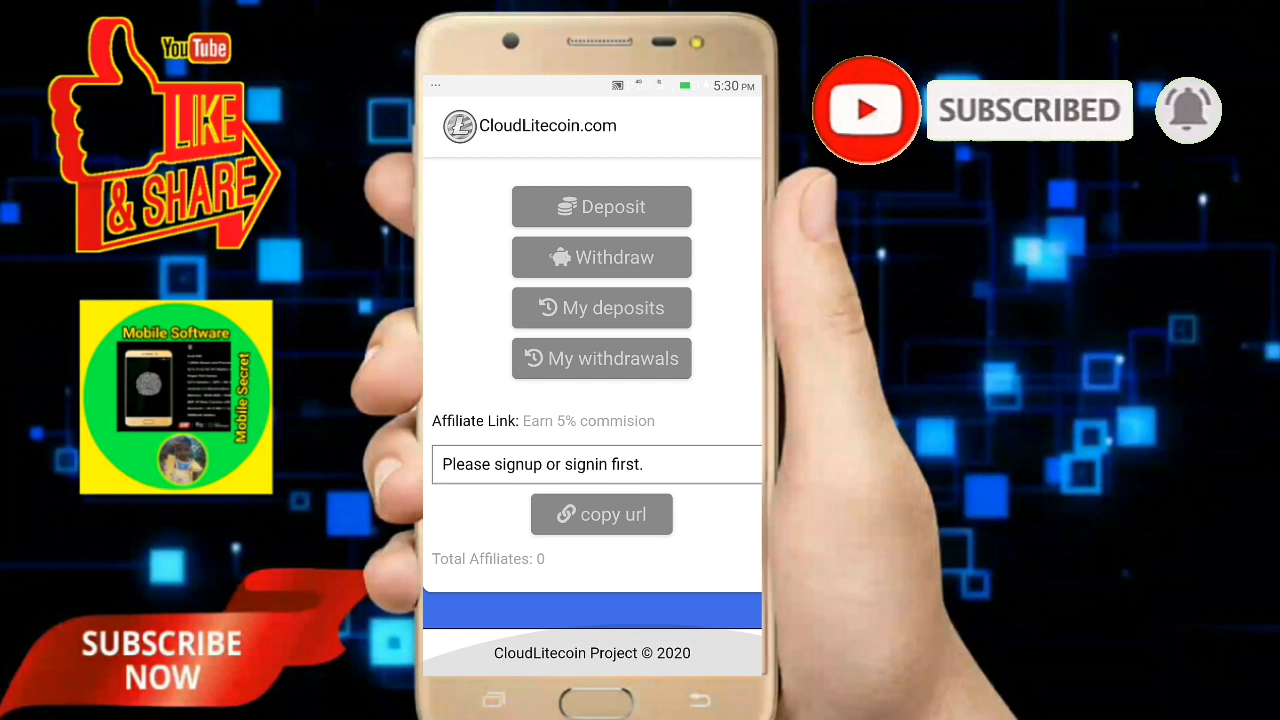 YouTube
LIKE
& SHARE
Mobile Software
Mobile Secret
SUBSCRIBE
NOW
...
4G
R
5:30 PM
CloudLitecoin.com
Deposit
Withdraw
My deposits
My withdrawals
Affiliate Link: Earn 5% commision
Please signup or signin first.
copy url
Total Affiliates: 0
CloudLitecoin Project © 2020
SUBSCRIBED